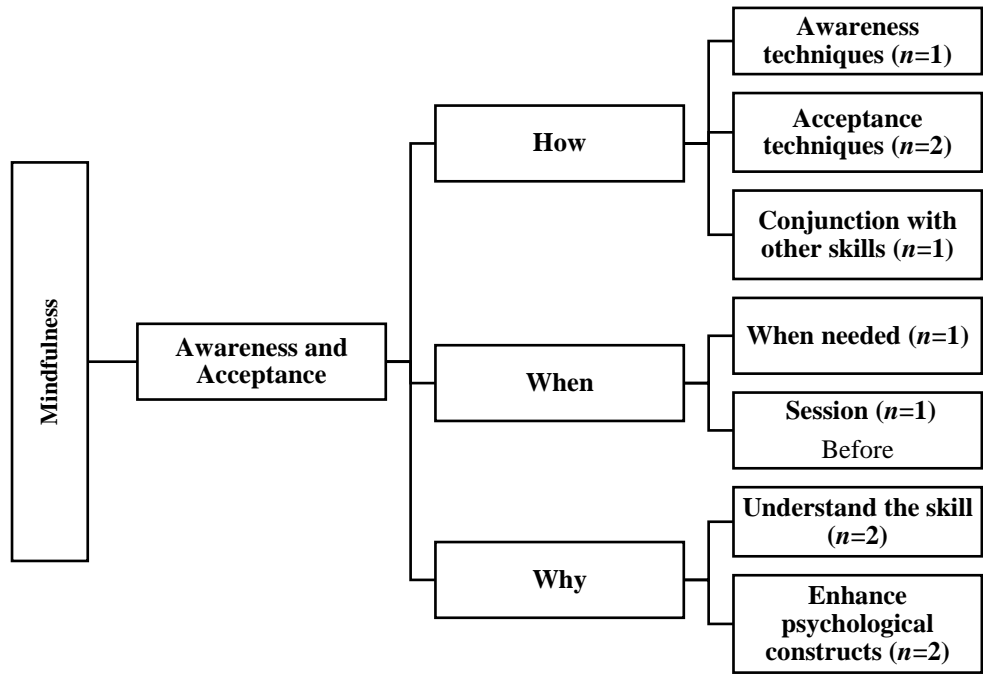 Mindfulness
Awareness and
Acceptance
How
Awareness
techniques (n=1)
Acceptance
techniques (n=2)
Conjunction with
other skills (n=1)
When
When needed (n=1)
Session (n=1)
Before
Why
Understand the skill
(n=2)
Enhance
psychological
constructs (n=2)